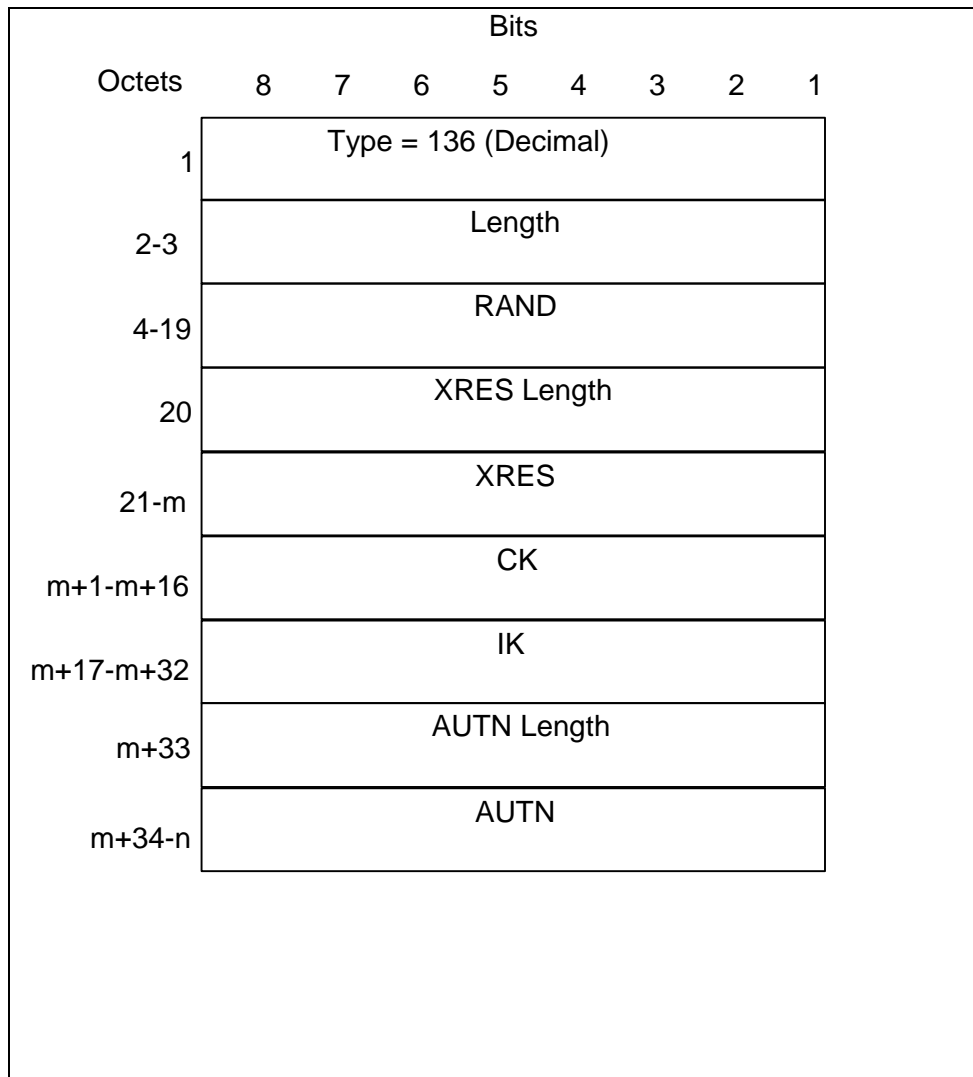 Bits
Octets 8 7 6 5 4 3 2 1
1 Type = 136 (Decimal)
2-3 Length
4-19 RAND
20 XRES Length
21-m XRES
m+1-m+16 CK
m+17-m+32 IK
m+33 AUTN Length
m+34-n AUTN